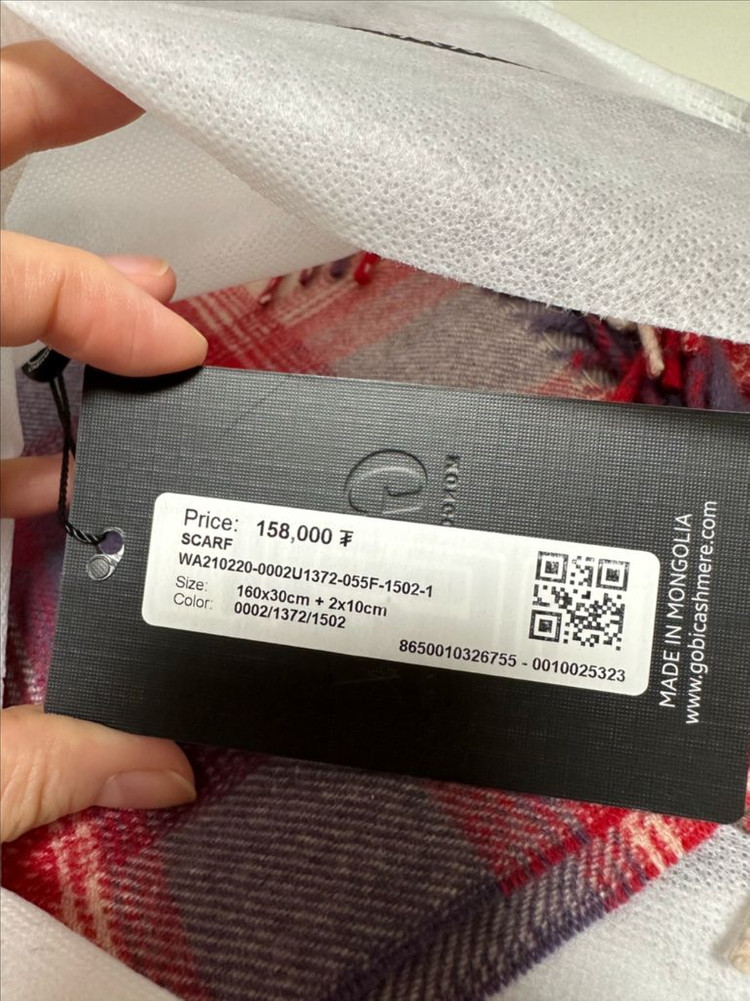 Price: 158,000 ₮
SCARF
WA210220-0002U1372-055F-1502-1
Size: 160x30cm + 2x10cm
Color: 0002/1372/1502
8650010326755 - 0010025323
MADE IN MONGOLIA
www.gobicashmere.com